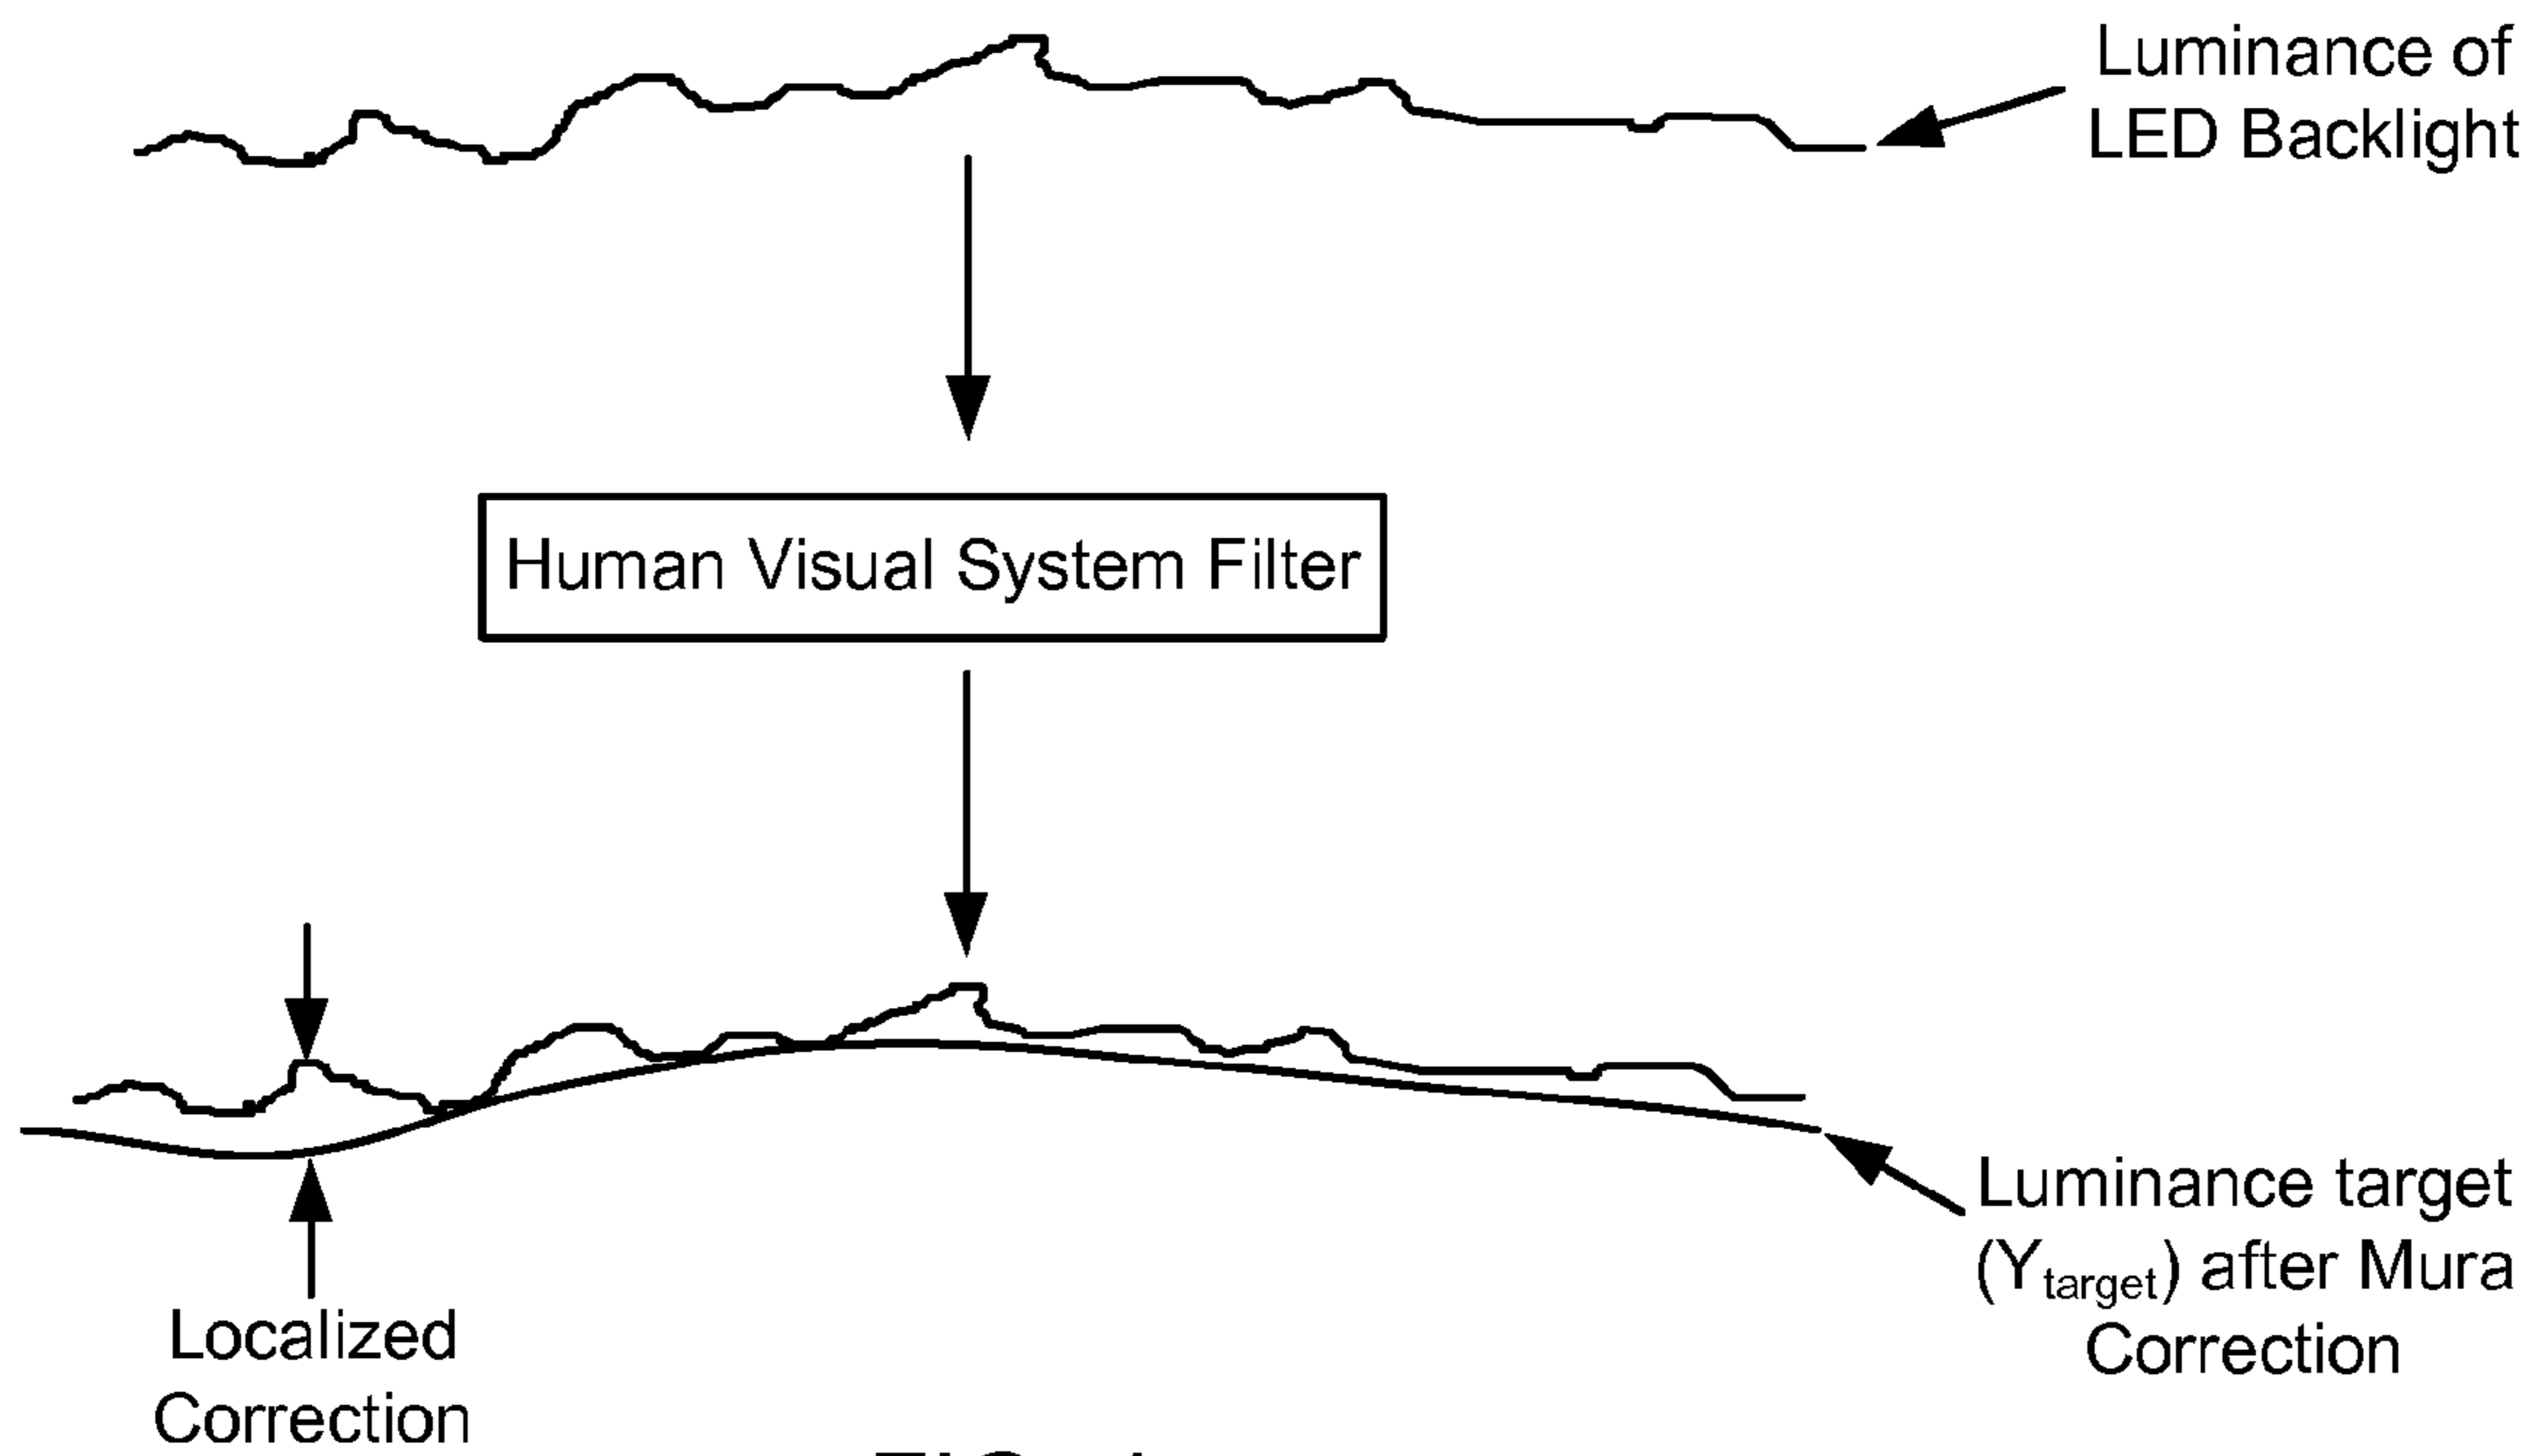 Luminance of
LED Backlight
Human Visual System Filter
Luminance target
(Ytarget) after Mura
Correction
Localized
Correction